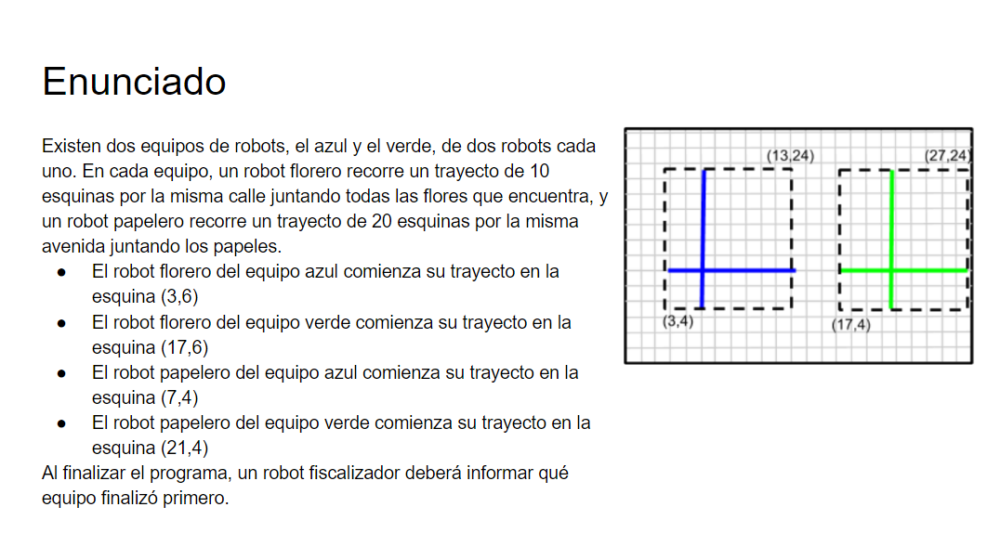 Enunciado
Existen dos equipos de robots, el azul y el verde, de dos robots cada
uno. En cada equipo, un robot florero recorre un trayecto de 10
esquinas por la misma calle juntando todas las flores que encuentra, y
un robot papelero recorre un trayecto de 20 esquinas por la misma
avenida juntando los papeles.
● El robot florero del equipo azul comienza su trayecto en la
esquina (3,6)
● El robot florero del equipo verde comienza su trayecto en la
esquina (17,6)
● El robot papelero del equipo azul comienza su trayecto en la
esquina (7,4)
● El robot papelero del equipo verde comienza su trayecto en la
esquina (21,4)
Al finalizar el programa, un robot fiscalizador deberá informar qué
equipo finalizó primero.
(13,24)
(27,24)
(3,4)
(17,4)